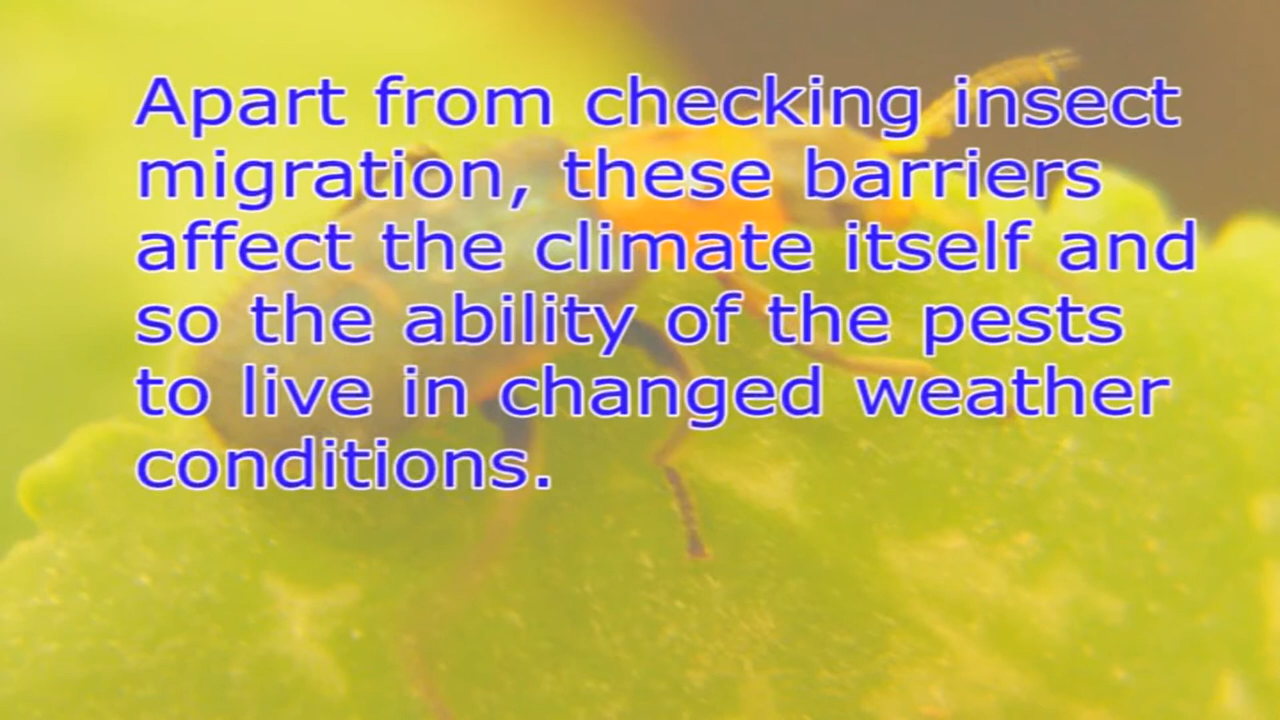 Apart from checking insect
migration, these barriers
affect the climate itself and
so the ability of the pests
to live in changed weather
conditions.